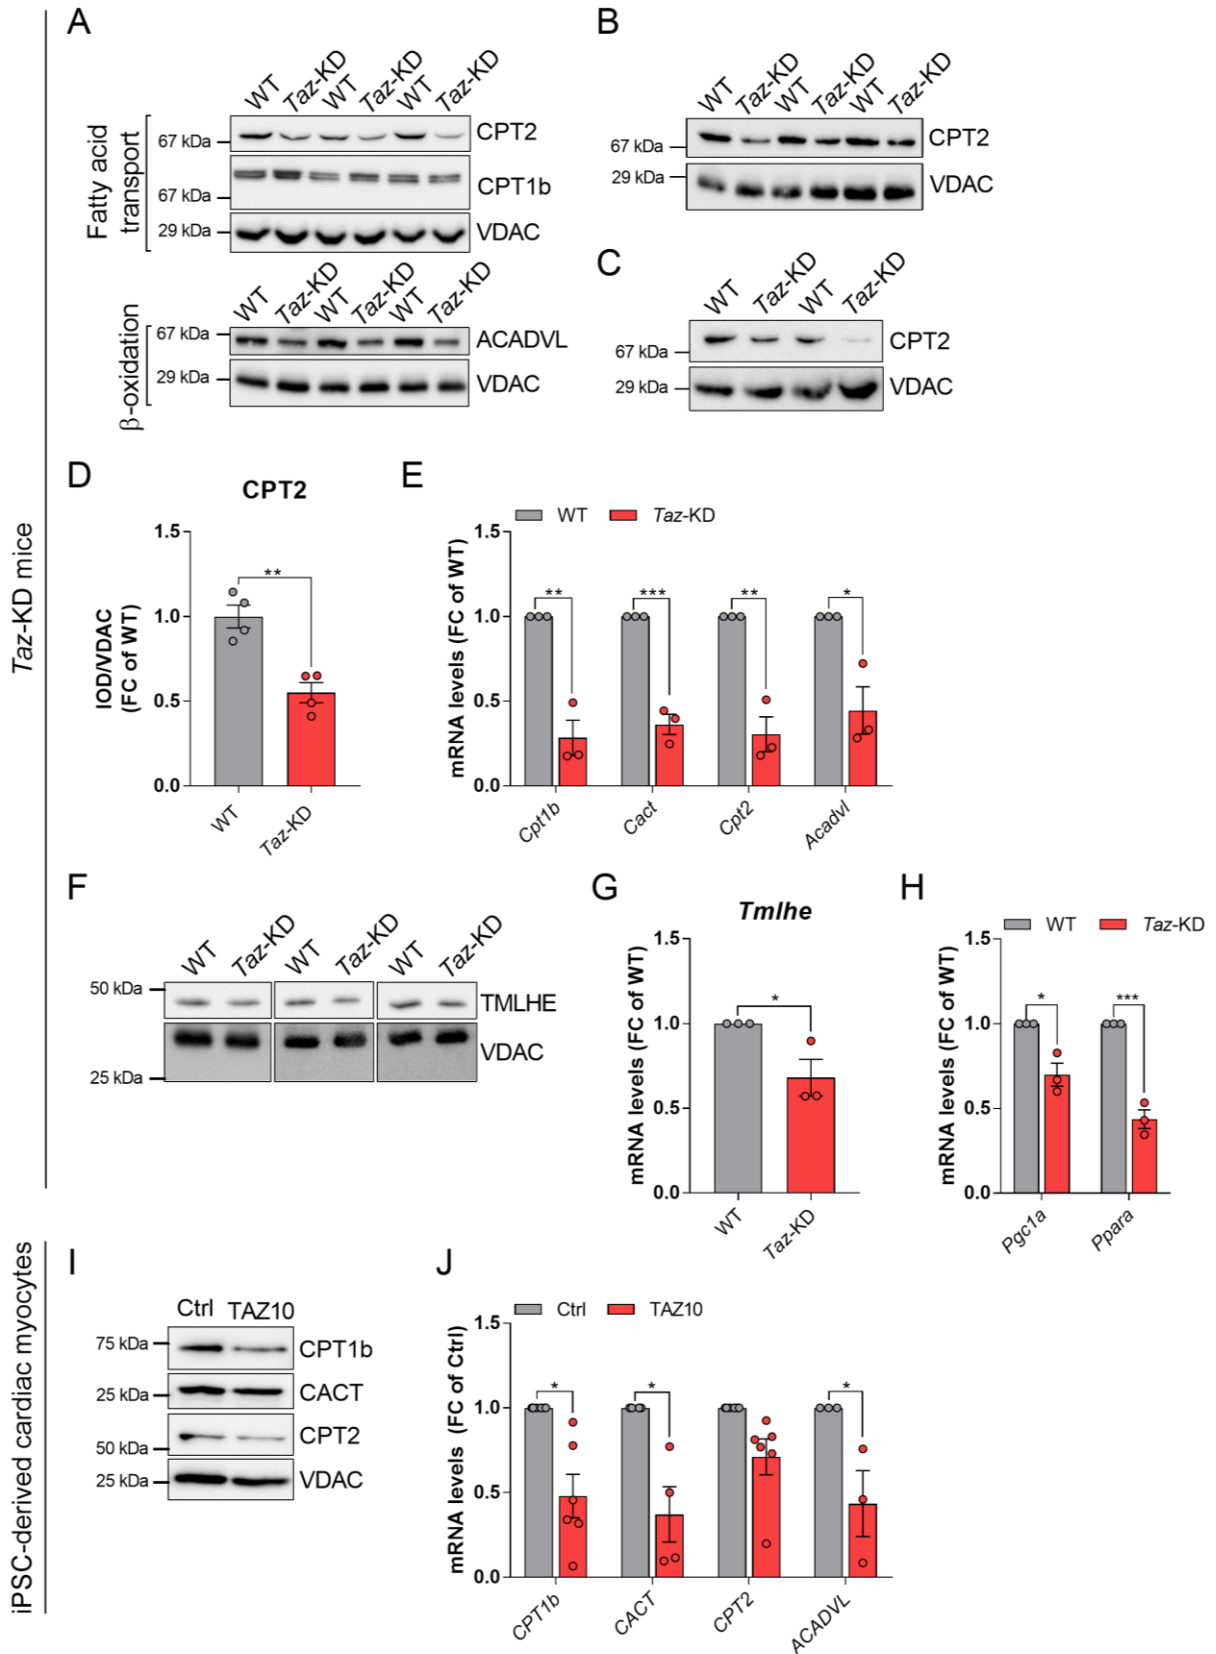 Taz-KD mice
A
WT Taz-KD WT Taz-KD WT Taz-KD
Fatty acid
transport
67 kDa
CPT2
67 kDa
CPT1b
29 kDa
VDAC
WT Taz-KD WT Taz-KD WT Taz-KD
β-oxidation
67 kDa
ACADVL
29 kDa
VDAC
B
WT Taz-KD WT Taz-KD WT Taz-KD
67 kDa
CPT2
29 kDa
VDAC
C
WT Taz-KD WT Taz-KD
67 kDa
CPT2
29 kDa
VDAC
D
CPT2
IOD/VDAC
(FC of WT)
1.5
1.0
0.5
0.0
**
WT
Taz-KD
E
WT Taz-KD
mRNA levels (FC of WT)
1.5
1.0
0.5
0.0
** *** ** *
Cpt1b Cact Cpt2 Acadvl
F
WT Taz-KD WT Taz-KD WT Taz-KD
50 kDa
TMLHE
VDAC
25 kDa
G
Tmlhe
mRNA levels (FC of WT)
1.5
1.0
0.5
0.0
*
WT
Taz-KD
H
WT Taz-KD
mRNA levels (FC of WT)
1.5
1.0
0.5
0.0
* ***
Pgc1a Ppara
iPSC-derived cardiac myocytes
I
Ctrl TAZ10
75 kDa
CPT1b
25 kDa
CACT
50 kDa
CPT2
25 kDa
VDAC
J
Ctrl TAZ10
mRNA levels (FC of Ctrl)
1.5
1.0
0.5
0.0
* * *
CPT1b CACT CPT2 ACADVL